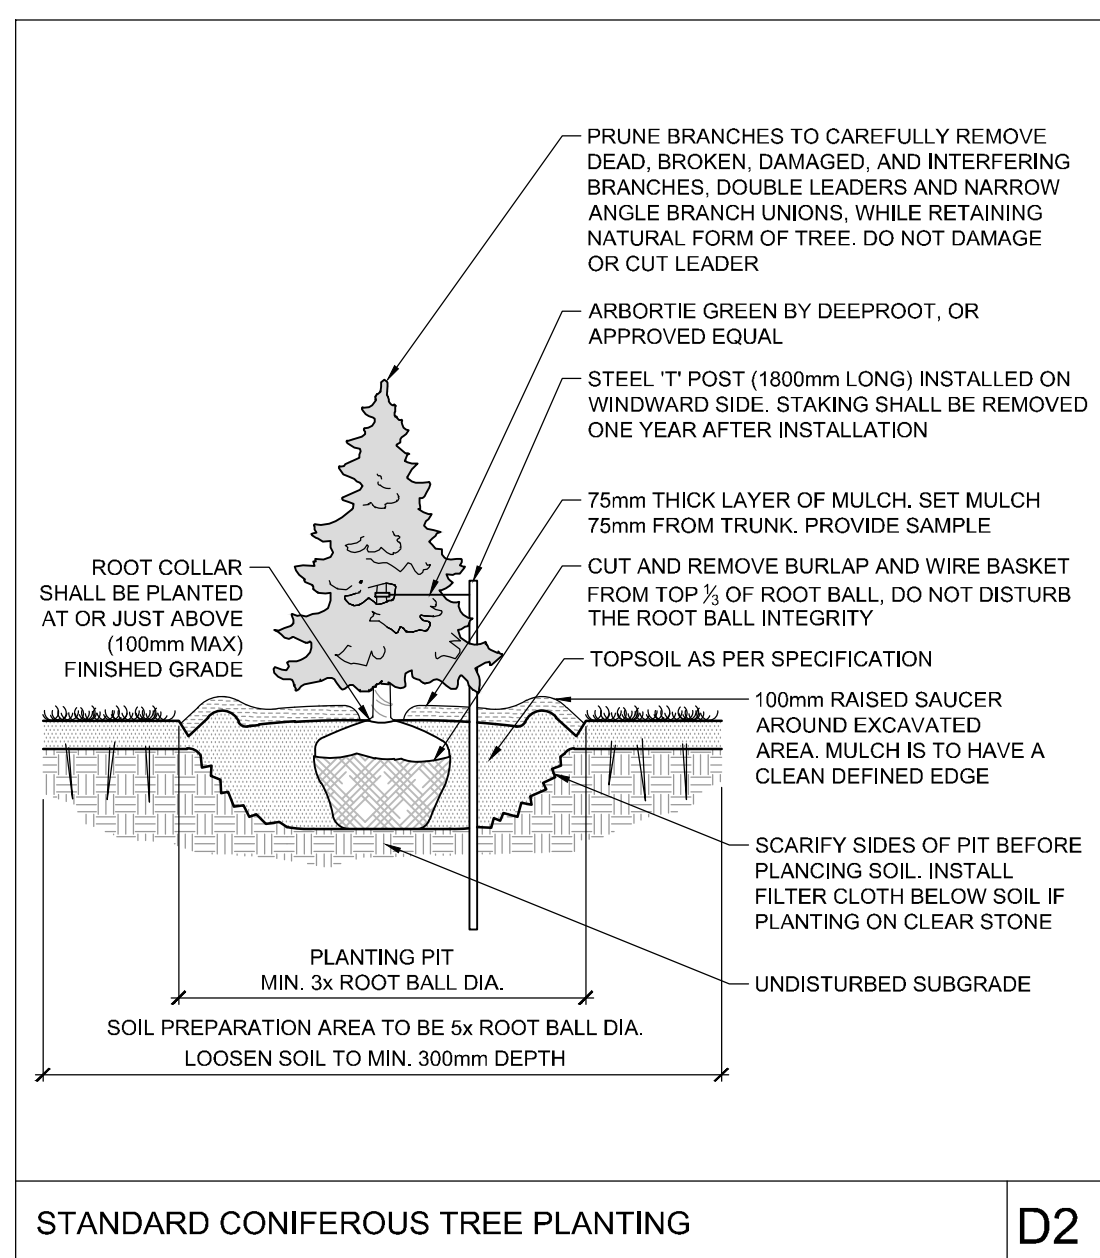 PRUNE BRANCHES TO CAREFULLY REMOVE
DEAD, BROKEN, DAMAGED, AND INTERFERING
BRANCHES, DOUBLE LEADERS AND NARROW
ANGLE BRANCH UNIONS, WHILE RETAINING
NATURAL FORM OF TREE. DO NOT DAMAGE
OR CUT LEADER
ARBORTIE GREEN BY DEEPROOT, OR
APPROVED EQUAL
STEEL 'T' POST (1800mm LONG) INSTALLED ON
WINDWARD SIDE. STAKING SHALL BE REMOVED
ONE YEAR AFTER INSTALLATION
75mm THICK LAYER OF MULCH. SET MULCH
75mm FROM TRUNK. PROVIDE SAMPLE
CUT AND REMOVE BURLAP AND WIRE BASKET
FROM TOP ⅓ OF ROOT BALL, DO NOT DISTURB
THE ROOT BALL INTEGRITY
ROOT COLLAR
SHALL BE PLANTED
AT OR JUST ABOVE
(100mm MAX)
FINISHED GRADE
TOPSOIL AS PER SPECIFICATION
100mm RAISED SAUCER
AROUND EXCAVATED
AREA. MULCH IS TO HAVE A
CLEAN DEFINED EDGE
SCARIFY SIDES OF PIT BEFORE
PLANCING SOIL. INSTALL
FILTER CLOTH BELOW SOIL IF
PLANTING ON CLEAR STONE
UNDISTURBED SUBGRADE
PLANTING PIT
MIN. 3x ROOT BALL DIA.
SOIL PREPARATION AREA TO BE 5x ROOT BALL DIA.
LOOSEN SOIL TO MIN. 300mm DEPTH
STANDARD CONIFEROUS TREE PLANTING
D2